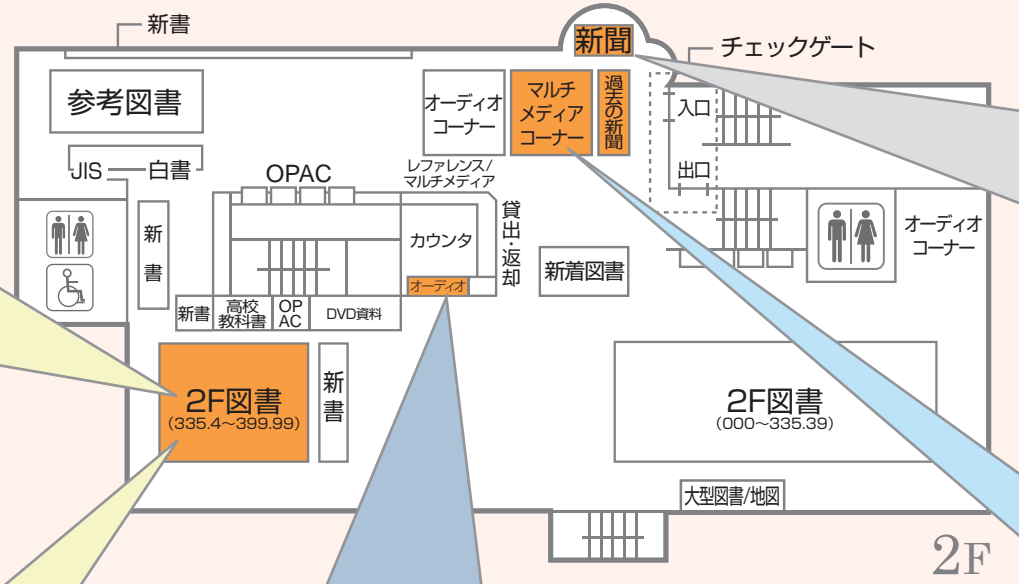 新書
チェックゲート
新聞
参考図書
オーディオ
コーナー
マルチ
メディア
コーナー
過去の新聞
入口
出口
JIS
白書
OPAC
レファレンス/
マルチメディア
カウンタ
貸出・返却
オーディオ
新書
新着図書
オーディオ
コーナー
新書
高校
教科書
OP
AC
DVD資料
2F図書
(335.4～399.99)
新書
2F図書
(000～335.39)
大型図書/地図
2F